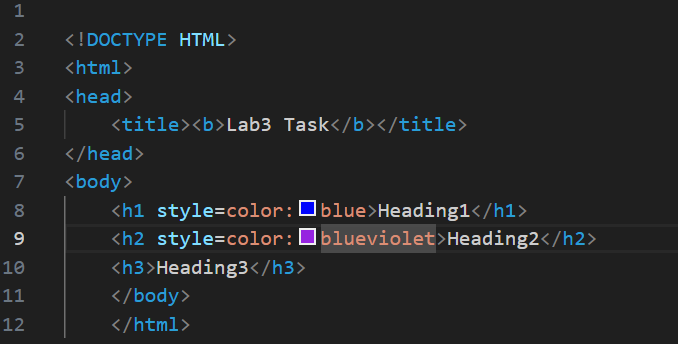 1
2 <!DOCTYPE HTML>
3 <html>
4 <head>
5 <title><b>Lab3 Task</b></title>
6 </head>
7 <body>
8 <h1 style=color:blue>Heading1</h1>
9 <h2 style=color:blueviolet>Heading2</h2>
10 <h3>Heading3</h3>
11 </body>
12 </html>